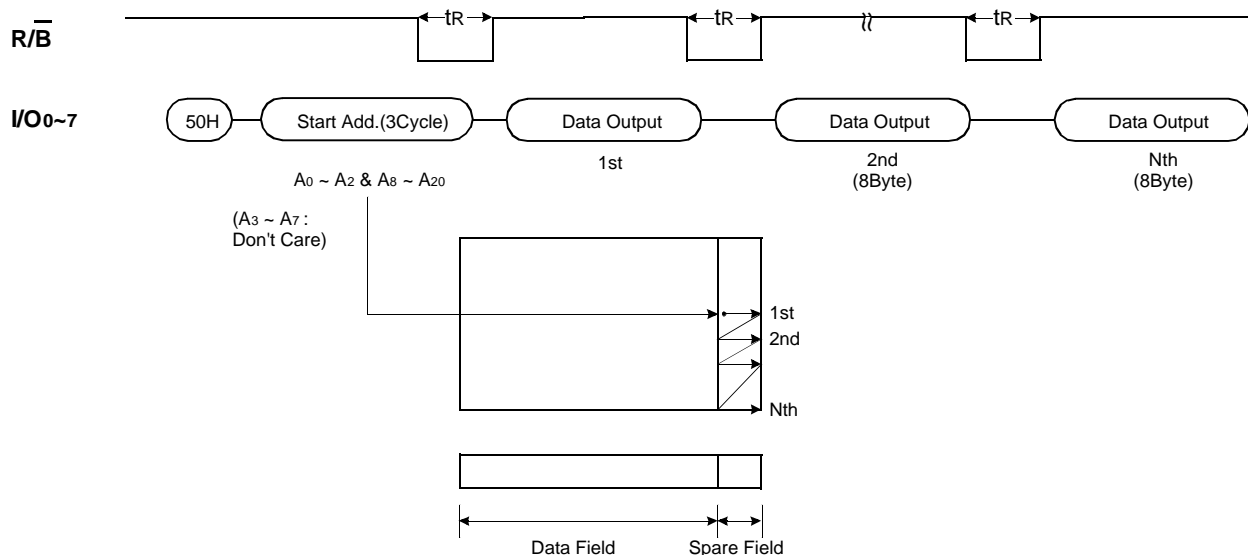 tR tR tR
R/B
I/O0~7
50H Start Add.(3Cycle) Data Output Data Output Data Output
1st 2nd Nth
(8Byte) (8Byte)
A0 ~ A2 & A8 ~ A20
(A3 ~ A7 :
Don't Care)
1st
2nd
Nth
Data Field Spare Field